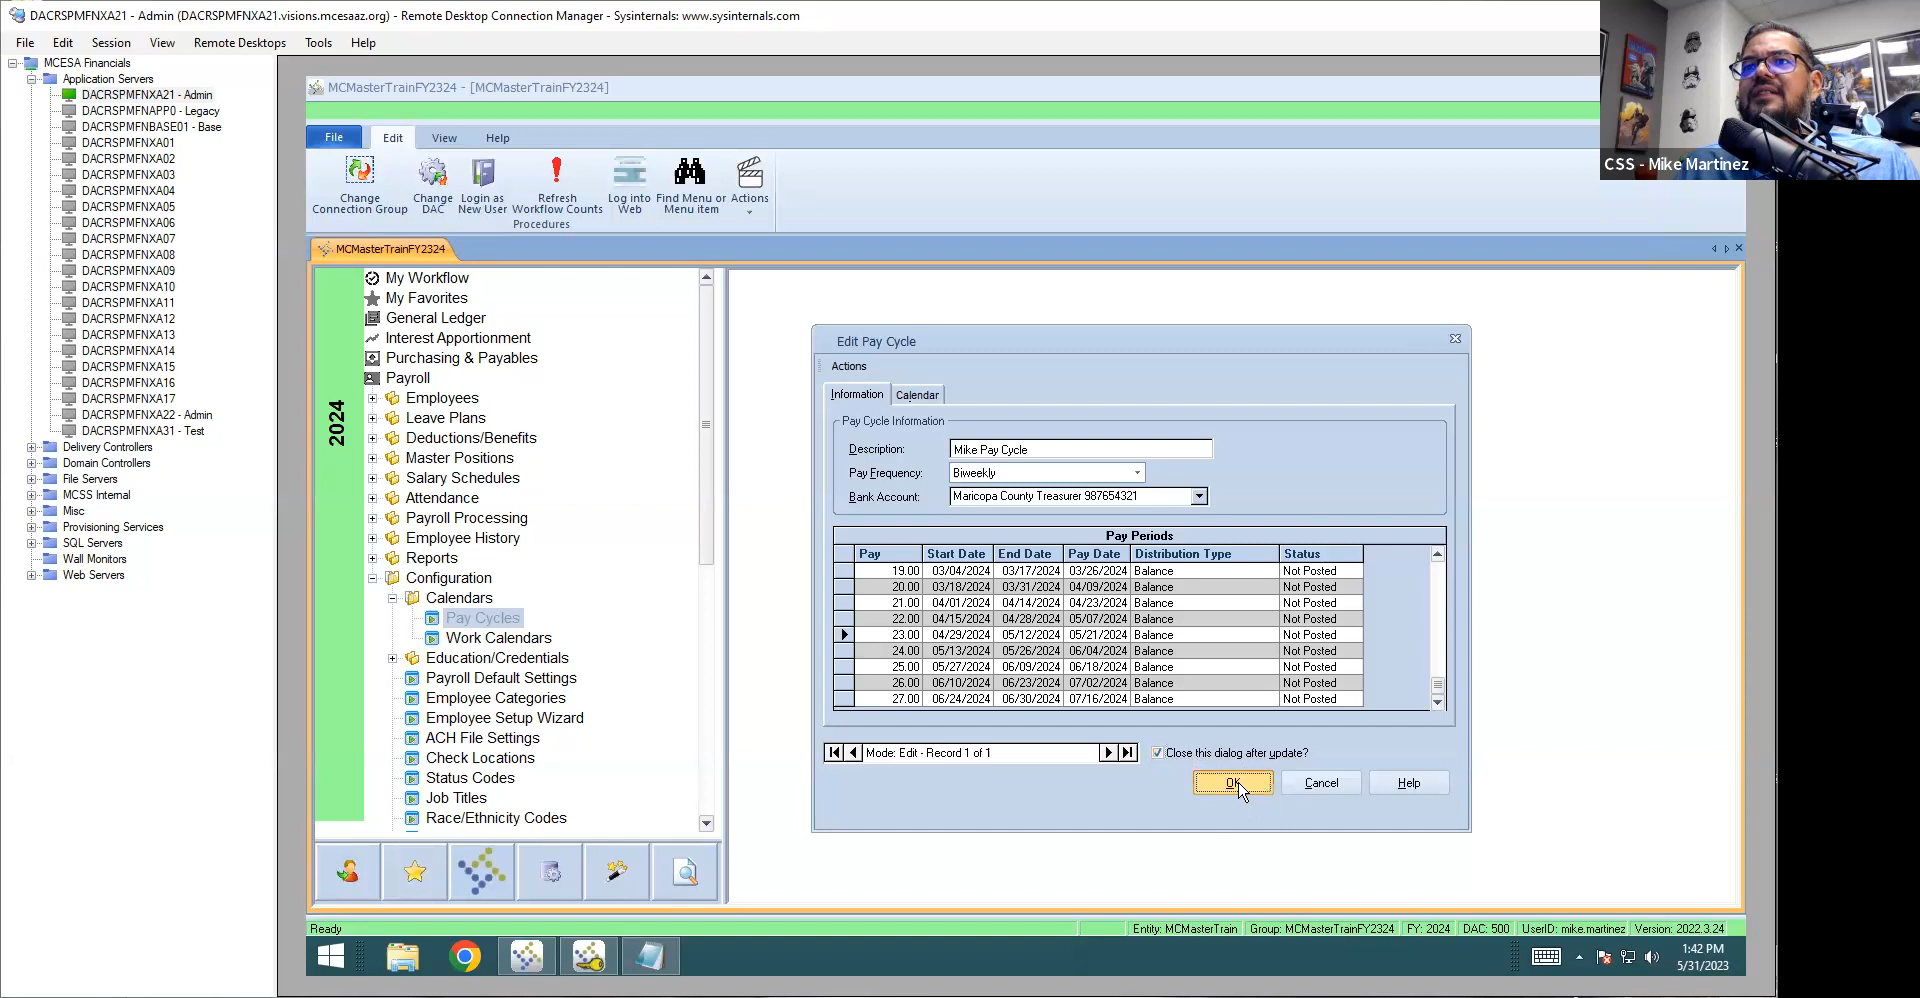 DACRSPMFNXA21 - Admin (DACRSPMFNXA21.visions.mcesaaz.org) - Remote Desktop Connection Manager - Sysinternals: www.sysinternals.com
File Edit Session View Remote Desktops Tools Help
MCESA Financials
Application Servers
DACRSPMFNXA21 - Admin
DACRSPMFNAPP0 - Legacy
DACRSPMFNBASE01 - Base
DACRSPMFNXA01
DACRSPMFNXA02
DACRSPMFNXA03
DACRSPMFNXA04
DACRSPMFNXA05
DACRSPMFNXA06
DACRSPMFNXA07
DACRSPMFNXA08
DACRSPMFNXA09
DACRSPMFNXA10
DACRSPMFNXA11
DACRSPMFNXA12
DACRSPMFNXA13
DACRSPMFNXA14
DACRSPMFNXA15
DACRSPMFNXA16
DACRSPMFNXA17
DACRSPMFNXA22 - Admin
DACRSPMFNXA31 - Test
Delivery Controllers
Domain Controllers
File Servers
MCSS Internal
Misc
Provisioning Services
SQL Servers
Wall Monitors
Web Servers
MCMasterTrainFY2324 - [MCMasterTrainFY2324]
File Edit View Help
Change Connection Group
Change DAC
Login as New User
Refresh Workflow Counts
Log into Web
Find Menu or Menu item
Actions
Procedures
MCMasterTrainFY2324
2024
My Workflow
My Favorites
General Ledger
Interest Apportionment
Purchasing & Payables
Payroll
Employees
Leave Plans
Deductions/Benefits
Master Positions
Salary Schedules
Attendance
Payroll Processing
Employee History
Reports
Configuration
Calendars
Pay Cycles
Work Calendars
Education/Credentials
Payroll Default Settings
Employee Categories
Employee Setup Wizard
ACH File Settings
Check Locations
Status Codes
Job Titles
Race/Ethnicity Codes
Edit Pay Cycle
Actions
Information Calendar
Pay Cycle Information
Description: Mike Pay Cycle
Pay Frequency: Biweekly
Bank Account: Maricopa County Treasurer 987654321
Pay Periods
Pay Start Date End Date Pay Date Distribution Type Status
19.00 03/04/2024 03/17/2024 03/26/2024 Balance Not Posted
20.00 03/18/2024 03/31/2024 04/09/2024 Balance Not Posted
21.00 04/01/2024 04/14/2024 04/23/2024 Balance Not Posted
22.00 04/15/2024 04/28/2024 05/07/2024 Balance Not Posted
23.00 04/29/2024 05/12/2024 05/21/2024 Balance Not Posted
24.00 05/13/2024 05/26/2024 06/04/2024 Balance Not Posted
25.00 05/27/2024 06/09/2024 06/18/2024 Balance Not Posted
26.00 06/10/2024 06/23/2024 07/02/2024 Balance Not Posted
27.00 06/24/2024 06/30/2024 07/16/2024 Balance Not Posted
Mode: Edit - Record 1 of 1
Close this dialog after update?
OK Cancel Help
Ready
Entity: MCMasterTrain Group: MCMasterTrainFY2324 FY: 2024 DAC: 500 UserID: mike.martinez Version: 2022.3.24
1:42 PM
5/31/2023
CSS - Mike Martinez